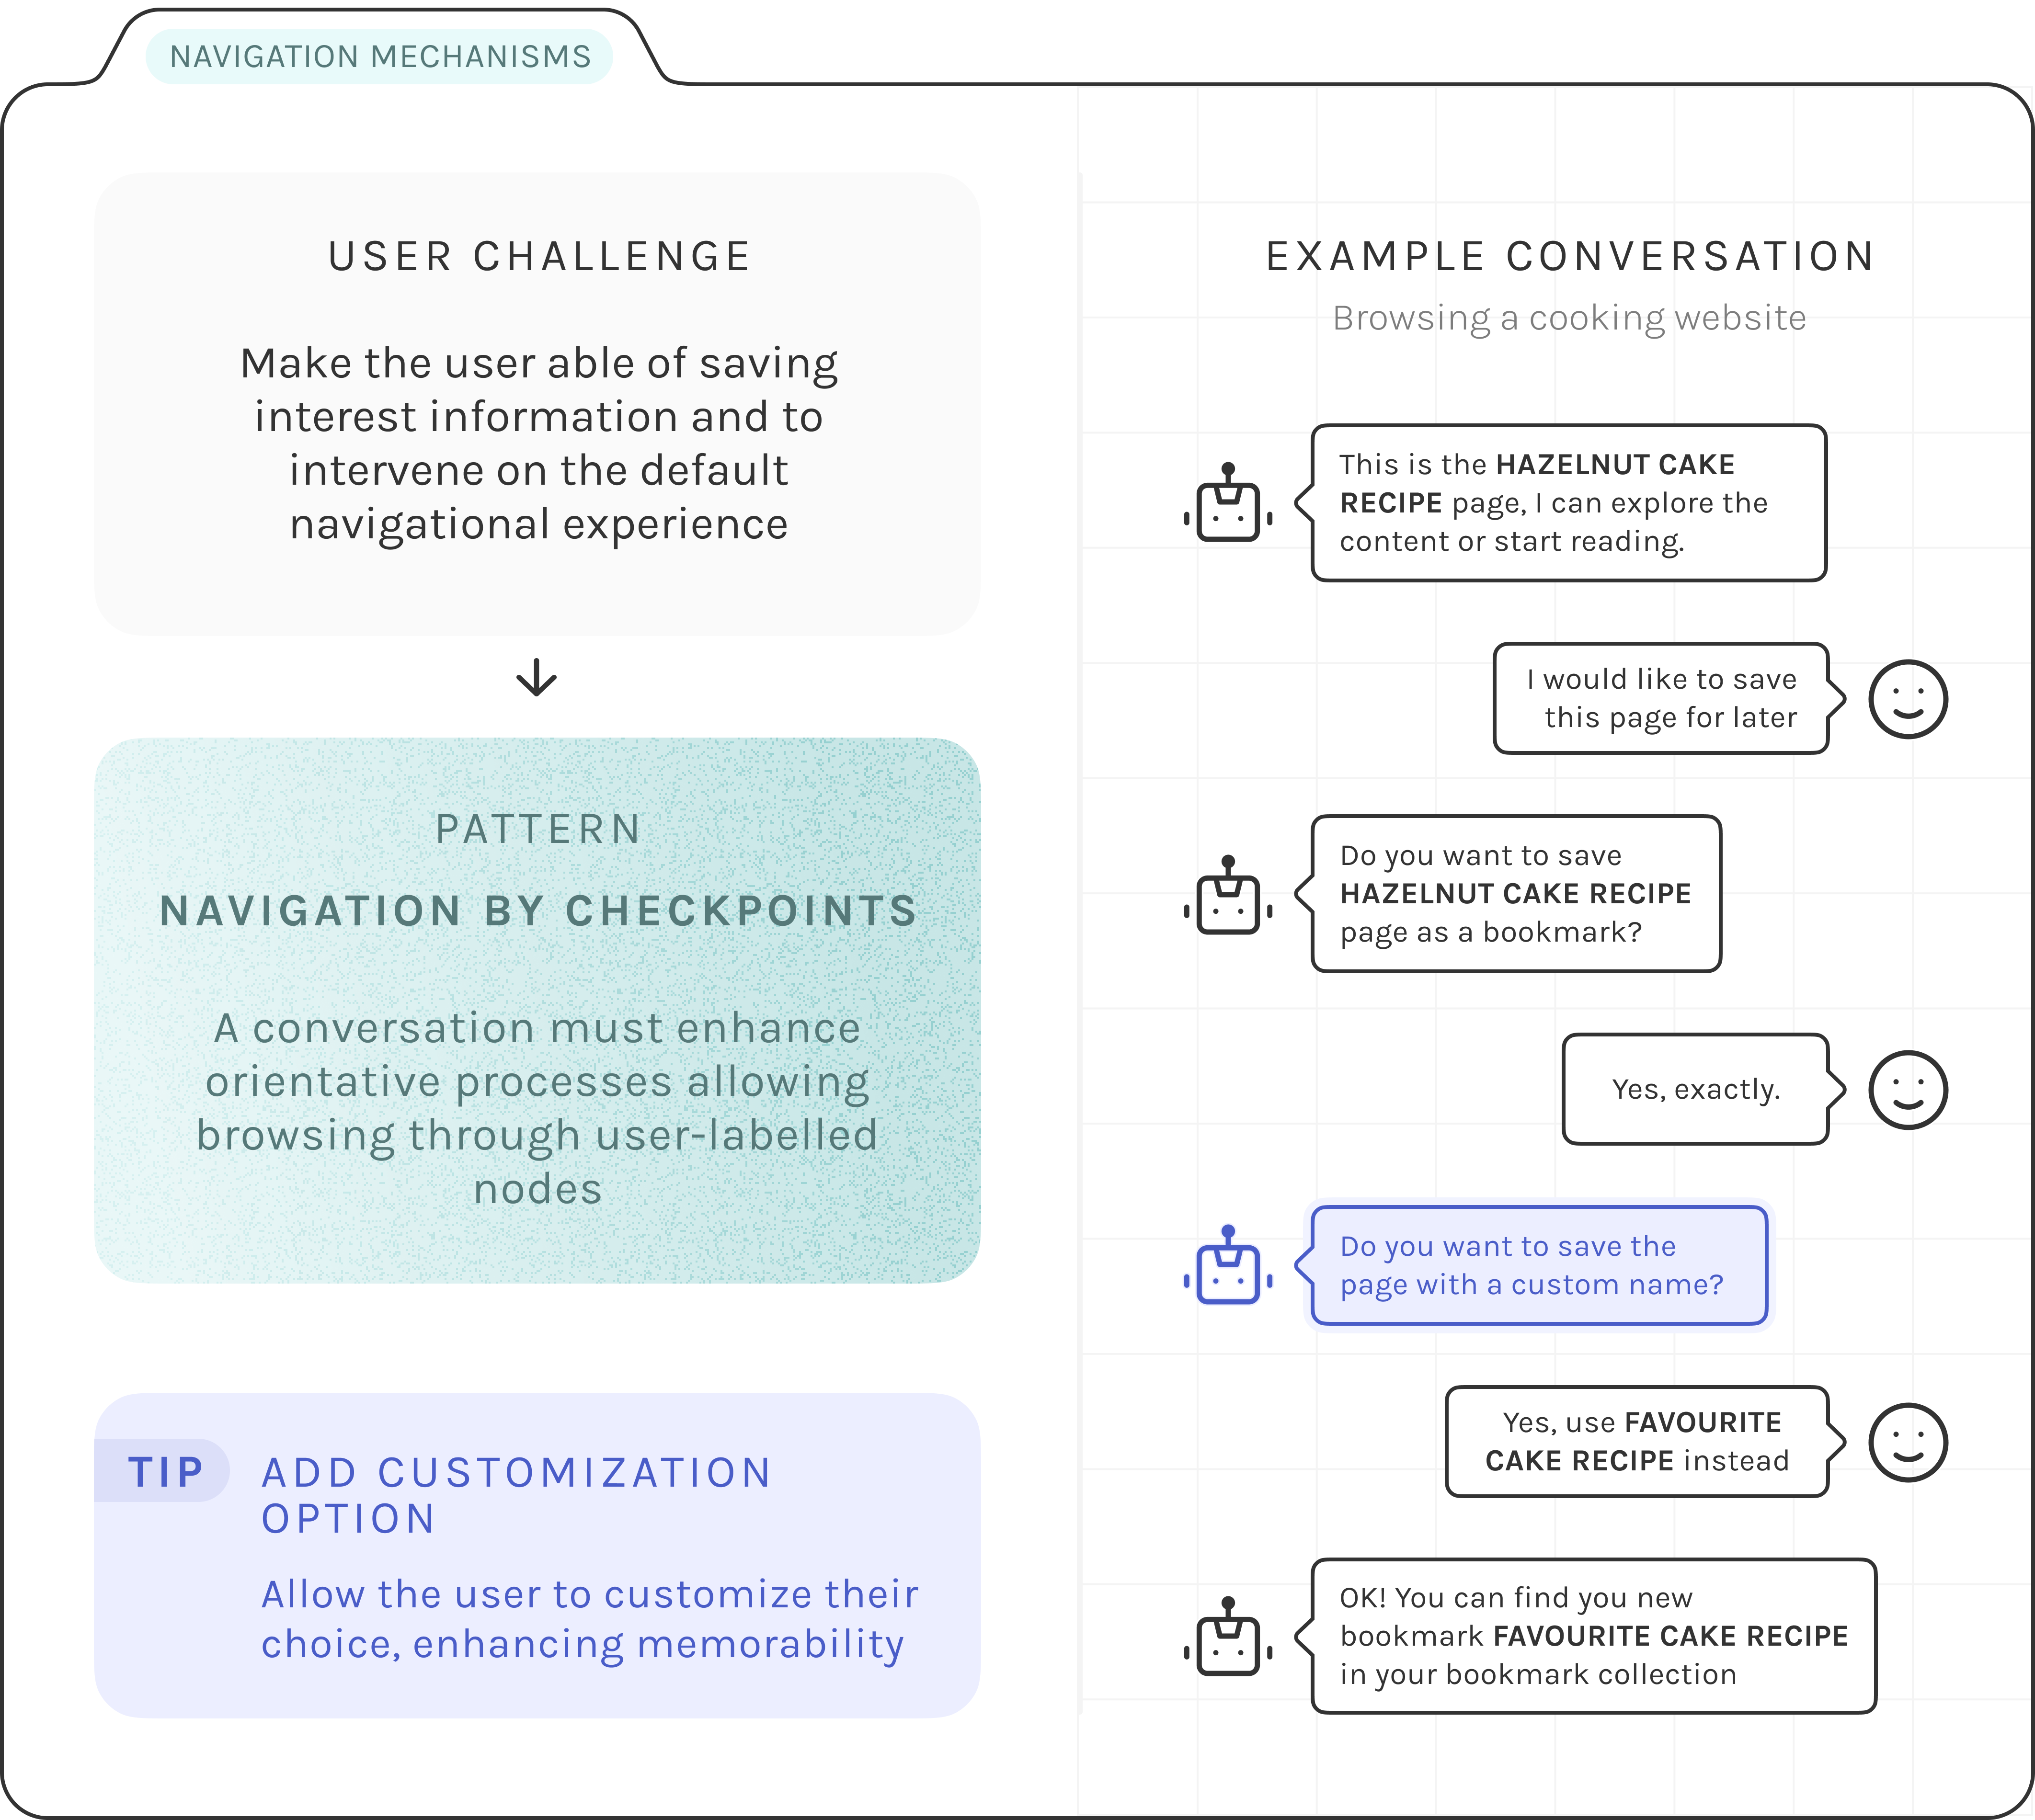 NAVIGATION MECHANISMS
USER CHALLENGE
Make the user able of saving
interest information and to
intervene on the default
navigational experience
PATTERN
NAVIGATION BY CHECKPOINTS
A conversation must enhance
orientative processes allowing
browsing through user-labelled
nodes
TIP
ADD CUSTOMIZATION
OPTION
Allow the user to customize their
choice, enhancing memorability
EXAMPLE CONVERSATION
Browsing a cooking website
This is the HAZELNUT CAKE
RECIPE page, I can explore the
content or start reading.
I would like to save
this page for later
Do you want to save
HAZELNUT CAKE RECIPE
page as a bookmark?
Yes, exactly.
Do you want to save the
page with a custom name?
Yes, use FAVOURITE
CAKE RECIPE instead
OK! You can find you new
bookmark FAVOURITE CAKE RECIPE
in your bookmark collection